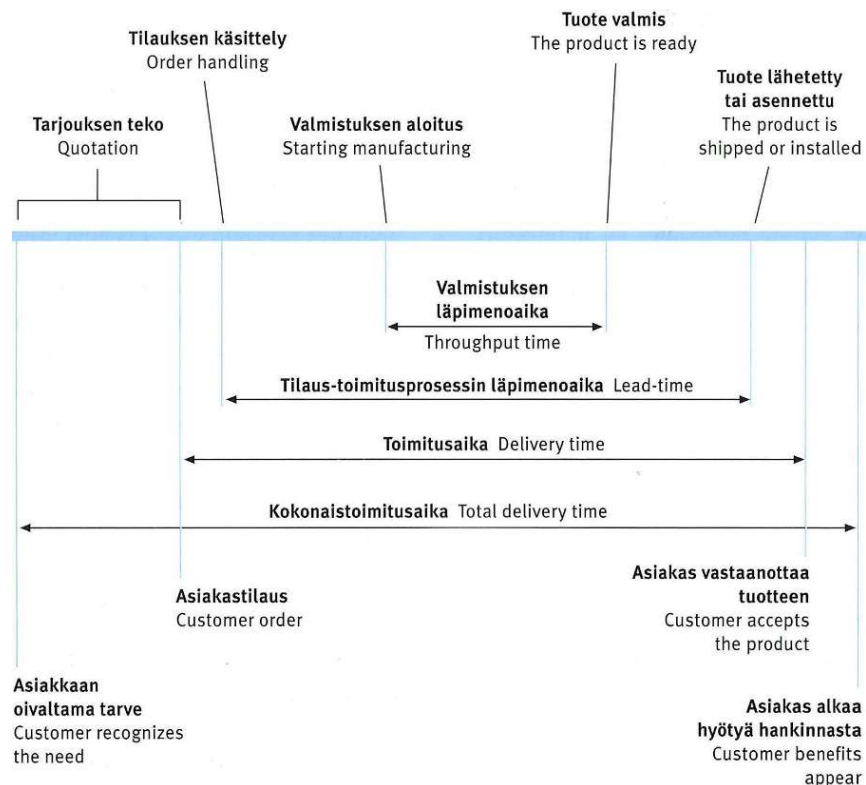 Tuote valmis
The product is ready
Tilauksen käsittely
Order handling
Tuote lähetetty
tai asennettu
The product is
shipped or installed
Tarjouksen teko
Quotation
Valmistuksen aloitus
Starting manufacturing
Valmistuksen
läpimenoaika
Throughput time
Tilaus-toimitusprosessin läpimenoaika Lead-time
Toimitusaika Delivery time
Kokonaistoimitusaika Total delivery time
Asiakastilaus
Customer order
Asiakas vastaanottaa
tuotteen
Customer accepts
the product
Asiakkaan
oivaltama tarve
Customer recognizes
the need
Asiakas alkaa
hyötyä hankinnasta
Customer benefits
appear